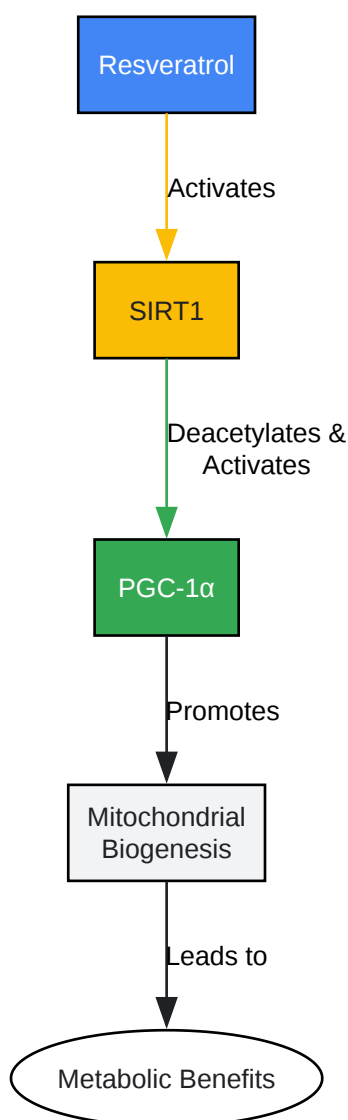 Resveratrol
Activates
SIRT1
Deacetylates &
Activates
PGC-1α
Promotes
Mitochondrial
Biogenesis
Leads to
Metabolic Benefits